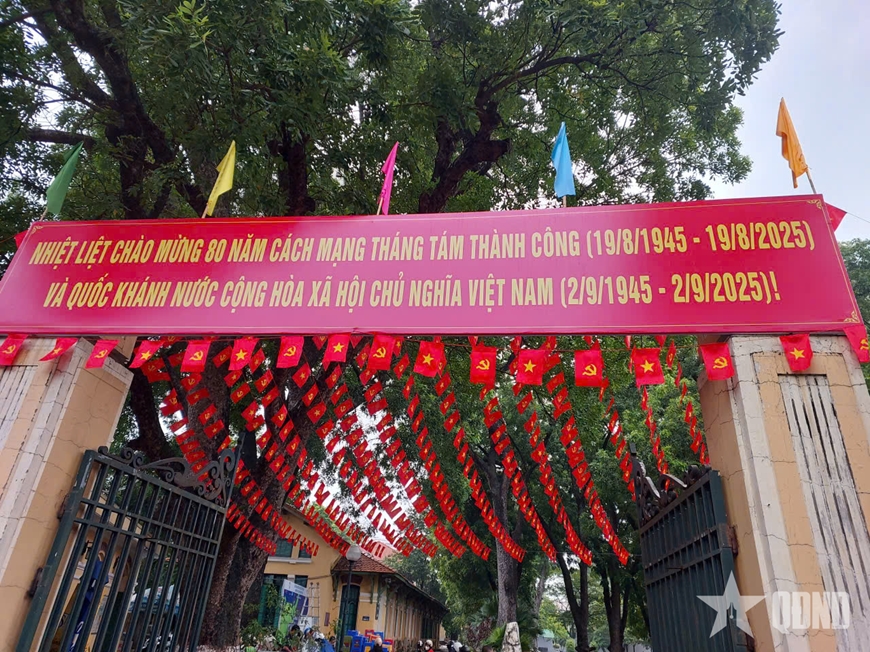 NHIỆT LIỆT CHÀO MỪNG 80 NĂM CÁCH MẠNG THÁNG TÁM THÀNH CÔNG (19/8/1945 - 19/8/2025)
VÀ QUỐC KHÁNH NƯỚC CỘNG HÒA XÃ HỘI CHỦ NGHĨA VIỆT NAM (2/9/1945 - 2/9/2025)!
QĐND